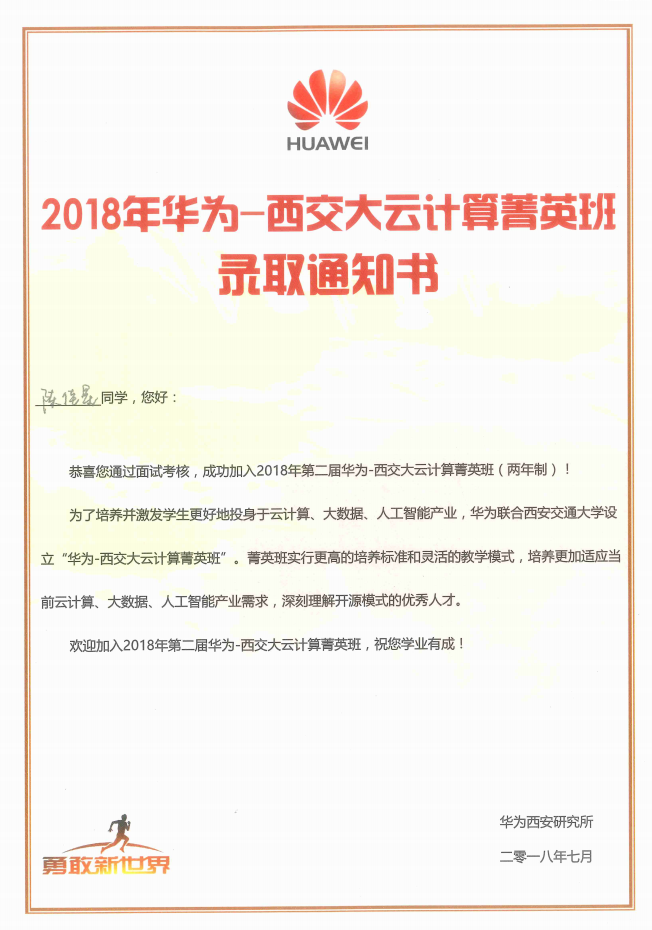 HUAWEI
2018年华为-西交大云计算菁英班
录取通知书
同学，您好：
恭喜您通过面试考核，成功加入2018年第二届华为-西交大云计算菁英班（两年制）！
为了培养并激发学生更好地投身于云计算、大数据、人工智能产业，华为联合西安交通大学设
立“华为-西交大云计算菁英班”。菁英班实行更高的培养标准和灵活的教学模式，培养更加适应当
前云计算、大数据、人工智能产业需求，深刻理解开源模式的优秀人才。
欢迎加入2018年第二届华为-西交大云计算菁英班，祝您学业有成！
华为西安研究所
二零一八年七月
勇敢新世界